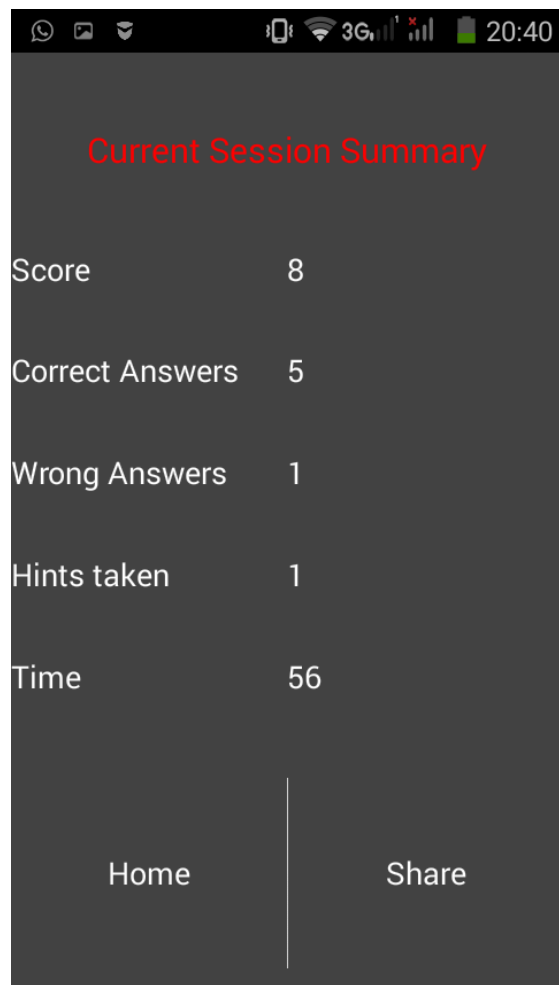 3G 1 20:40
Current Session Summary
Score 8
Correct Answers 5
Wrong Answers 1
Hints taken 1
Time 56
Home Share